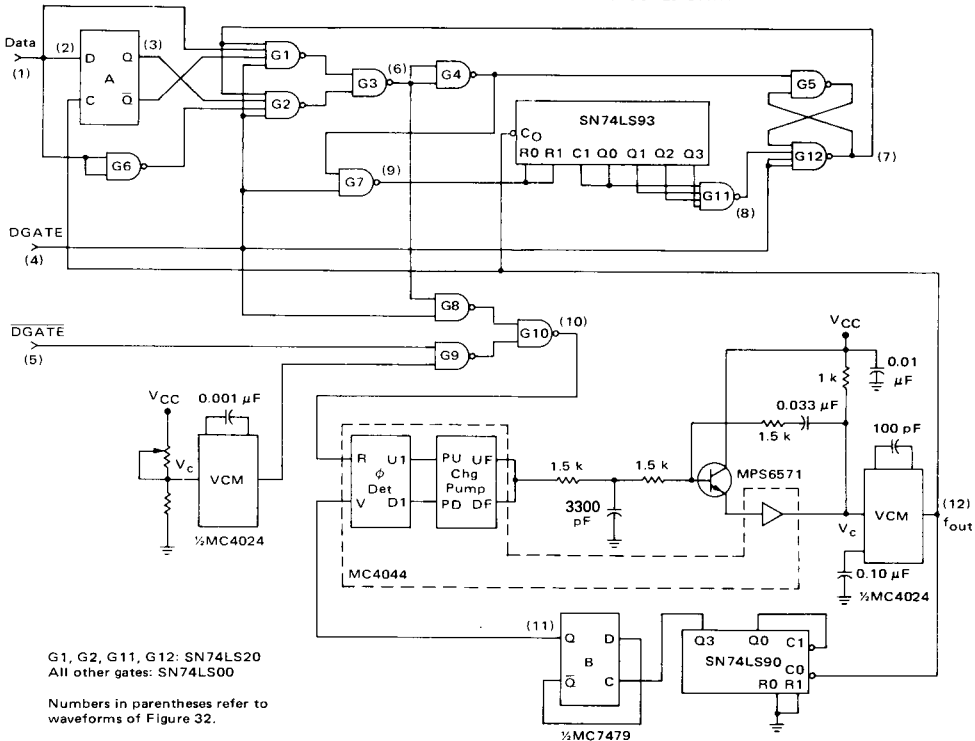 Data
(1)
(2)
D
Q
A
C
Q̅
(3)
G1
G2
G3
(6)
G4
G5
G6
SN74LS93
C0
R0 R1 C1 Q0 Q1 Q2 Q3
G7
(9)
G11
(8)
G12
(7)
DGATE
(4)
G8
D̅G̅A̅T̅E̅
(5)
G9
G10
(10)
VCC
0.001 µF
Vc
VCM
½MC4024
R
U1
ϕ
Det
V
D1
PU
UF
Chg
Pump
PD
DF
MC4044
1.5 k
1.5 k
3300
pF
MPS6571
VCC
0.01
µF
1 k
0.033 µF
1.5 k
100 pF
VCM
(12)
fout
Vc
0.10 µF
½MC4024
(11)
Q
D
B
Q̅
C
½MC7479
Q3
Q0
C1
SN74LS90
C0
R0 R1
G1, G2, G11, G12: SN74LS20
All other gates: SN74LS00
Numbers in parentheses refer to
waveforms of Figure 32.